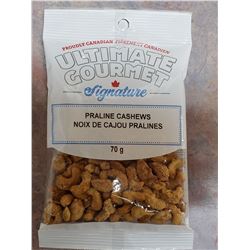 PROUDLY CANADIAN FIÈREMENT CANADIEN
ULTIMATE
GOURMET
Signature
PRALINE CASHEWS
NOIX DE CAJOU PRALINES
70 g